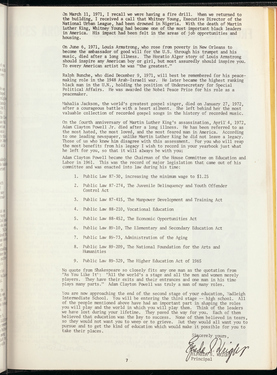 On March 11, 1971, I recall we were having a fire drill. Then we returned to
the building, I received a call that Whitney Young, Executive Director of the
National Urban League, had been drowned in Nigeria. With the death of Martin
Luther King, Whitney Young had become one of the most important black leaders
in America. His impact had been felt in the areas of job opportunities and
housing.
On June 6, 1971, Louis Armstrong, who rose from poverty in New Orleans to
become the ambassador of good will for the U.S. through his trumpet and his
music, died after a long illness. The Horatio Alger story of Louis Armstrong
should inspire any American boy or girl, but most assuredly should inspire you.
To every American artist he was "the greatest."
Ralph Bunche, who died December 9, 1971, will best be remembered for his peace-
making role in the 1948 Arab-Israeli war. He later became the highest ranking
black man in the U.N., holding the position of Undersecretary for Special
Political Affairs. He was awarded the Nobel Peace Prize for his role as a
peacemaker.
Mahalia Jackson, the world's greatest gospel singer, died on January 27, 1972,
after a courageous battle with a heart ailment. She left behind her the most
valuable collection of recorded gospel songs in the history of recorded music.
On the fourth anniversary of Martin Luther King's assassination, April 4, 1972,
Adam Clayton Powell Jr. died after a long illness. He has been referred to as
the most hated, the most loved, and the most feared man in America. According
to one leading newspaper, unlike Martin Luther King he did not leave a legacy.
Those of us who knew him disagree with this assessment. For you who will reap
the most benefits from his legacy I wish to record in your yearbook just what
he left for you, so that it will always be with you:
Adam Clayton Powell became the Chairman of the House Committee on Education and
Labor in 1961. This was the record of major legislation that came out of his
committee and was enacted into law during his time:
1. Public Law 87-30, increasing the minimum wage to $1.25
2. Public Law 87-274, The Juvenile Delinquency and Youth Offender
Control Act
3. Public Law 87-415, The Manpower Development and Training Act
4. Public Law 88-210, Vocational Education
5. Public Law 88-452, The Economic Opportunities Act
6. Public Law 89-10, The Elementary and Secondary Education Act
7. Public Law 89-73, Administration of the Aging
8. Public Law 89-209, The National Foundation for the Arts and
Humanities
9. Public Law 89-329, The Higher Education Act of 1965
To quote from Shakespeare so closely fits any one man as the quotation from
"As You Like It": "All the world's a stage and all the men and women merely
players. They have their exits and their entrances and one man in his time
plays many parts." Adam Clayton Powell was truly a man of many roles.
You are now approaching the end of the second stage of your education,
Intermediate School. You will be entering the third stage - high school. All
of the people mentioned above have had an important part in shaping the roles
you will play and the world in which you will play them. Think of the leaders
we have lost during your lifetime. They paved the way for you. Each of them
believed that education was the key to success. None of them believed in tears,
so they would not want you to weep or to grieve. But they would all want you to
pursue and to get the kind of education which would make it possible for you to
take their places.
Sincerely yours,
7